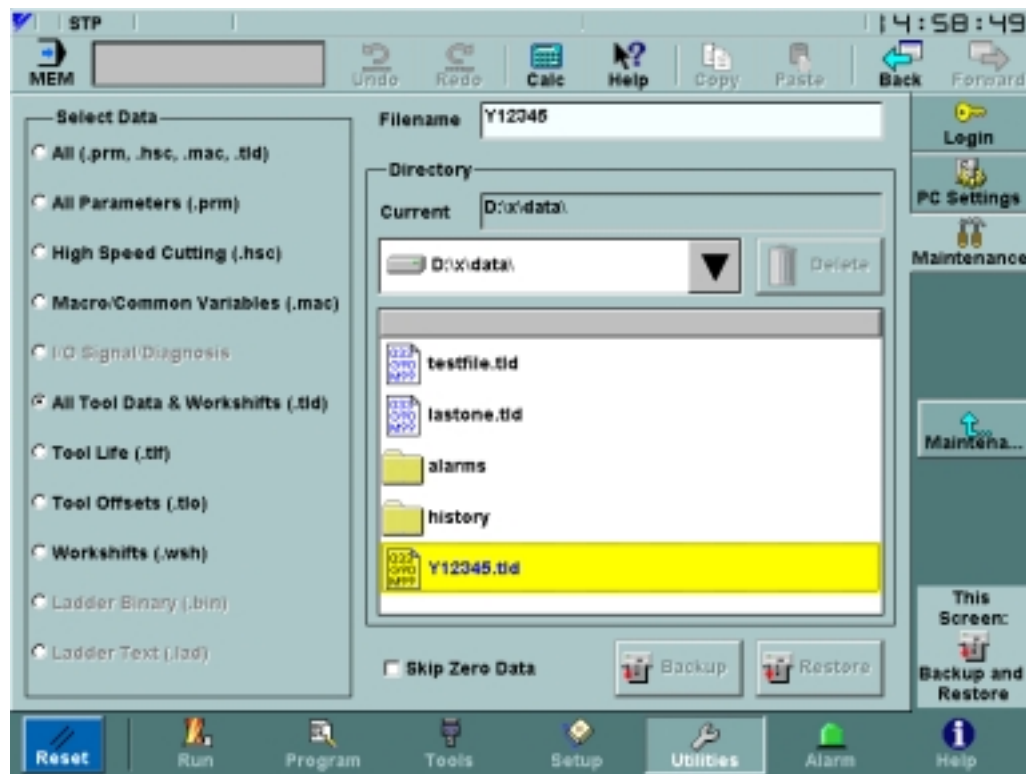 STP
14:58:49
MEM
Undo
Redo
Calc
Help
Copy
Paste
Back
Forward
Select Data
All (.prm, .hsc, .mac, .tld)
All Parameters (.prm)
High Speed Cutting (.hsc)
Macro/Common Variables (.mac)
I/O Signal/Diagnosis
All Tool Data & Workshifts (.tld)
Tool Life (.tlf)
Tool Offsets (.tlo)
Workshifts (.wsh)
Ladder Binary (.bin)
Ladder Text (.lad)
Filename
Y12345
Directory
Current
D:\x\data\
D:\x\data\
Delete
testfile.tld
lastone.tld
alarms
history
Y12345.tld
Skip Zero Data
Backup
Restore
Login
PC Settings
Maintenance
Maintena...
This
Screen:
Backup and
Restore
Reset
Run
Program
Tools
Setup
Utilities
Alarm
Help